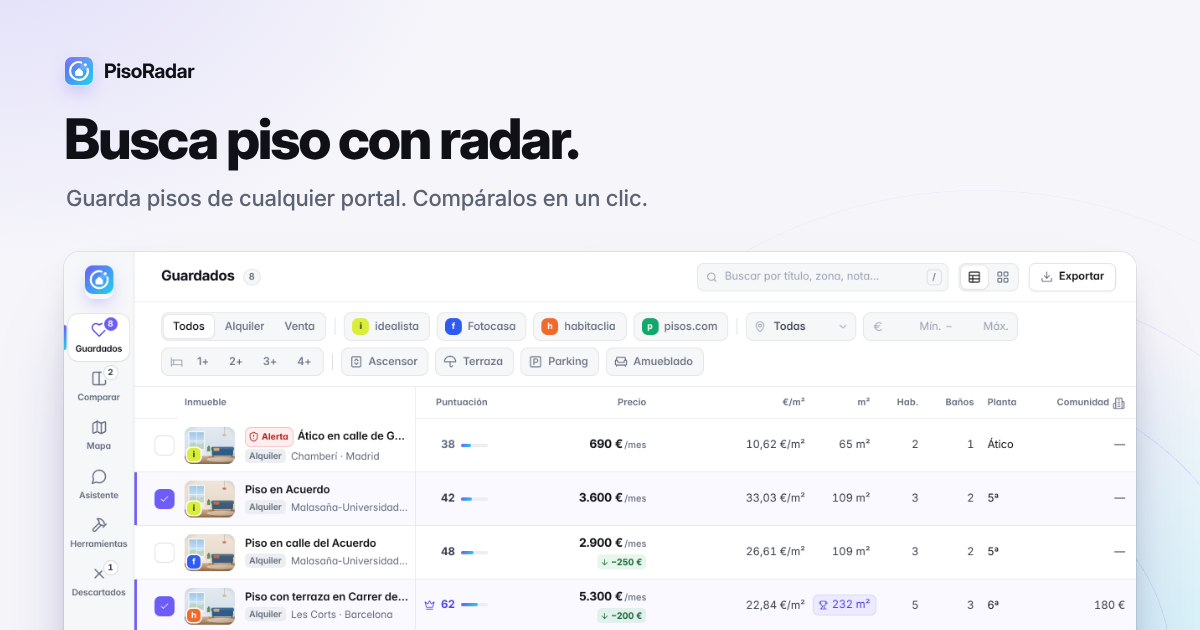 PisoRadar
Busca piso con radar.
Guarda pisos de cualquier portal. Compáralos en un clic.
Guardados 8
Buscar por título, zona, nota... /
Exportar
8
Guardados
2
Comparar
Mapa
Asistente
Herramientas
1
Descartados
Todos Alquiler Venta i idealista f Fotocasa h habitaclia p pisos.com Todas € Mín. – Máx.
1+ 2+ 3+ 4+ Ascensor Terraza P Parking Amueblado
Inmueble Puntuación Precio €/m² m² Hab. Baños Planta Comunidad
i Alerta Ático en calle de G... 38 690 €/mes 10,62 €/m² 65 m² 2 1 Ático —
Alquiler Chamberí · Madrid
i Piso en Acuerdo 42 3.600 €/mes 33,03 €/m² 109 m² 3 2 5ª —
Alquiler Malasaña-Universidad...
f Piso en calle del Acuerdo 48 2.900 €/mes 26,61 €/m² 109 m² 3 2 5ª —
Alquiler Malasaña-Universidad... ↓ −250 €
h Piso con terraza en Carrer de... 62 5.300 €/mes 22,84 €/m² 232 m² 5 3 6ª 180 €
Alquiler Les Corts · Barcelona ↓ −200 €